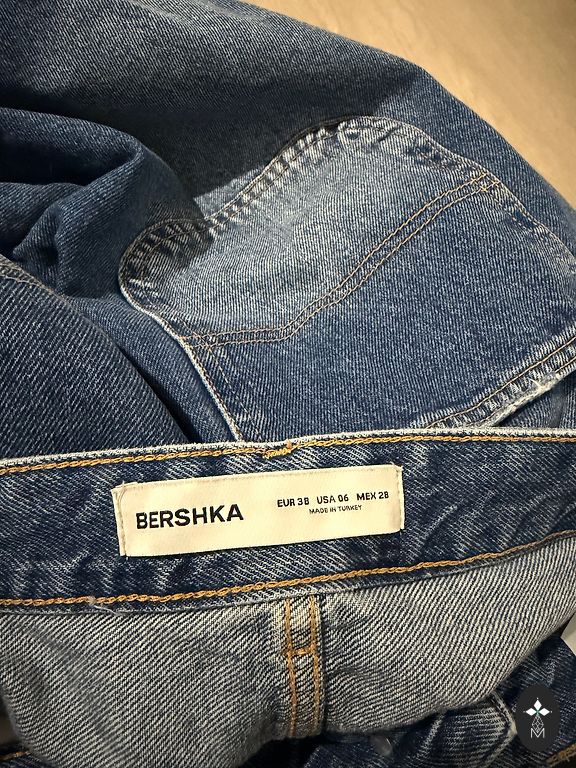 BERSHKA
EUR 38 USA 06 MEX 28
MADE IN TURKEY
M